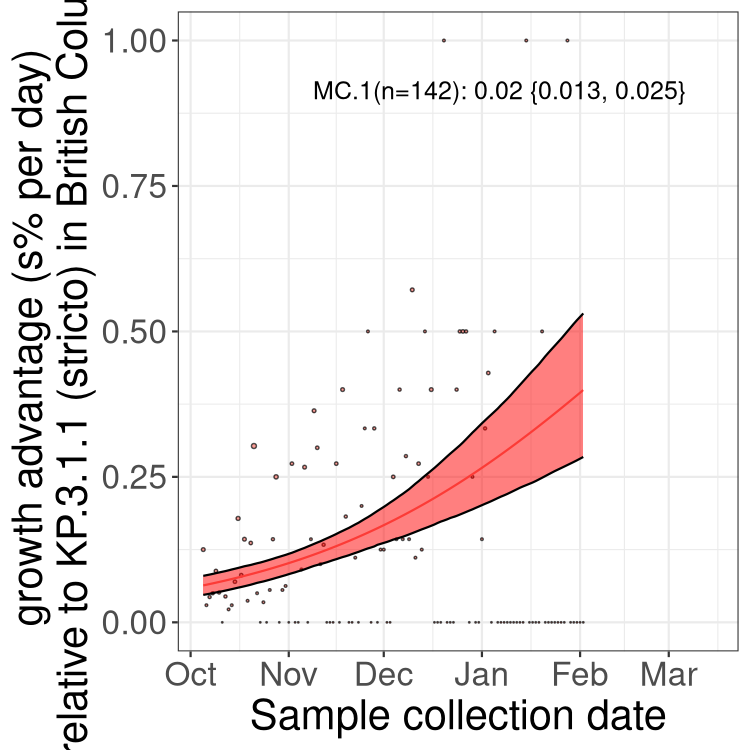 growth advantage (s% per day)
relative to KP.3.1.1 (stricto) in British Colu
1.00
0.75
0.50
0.25
0.00
MC.1(n=142): 0.02 {0.013, 0.025}
Oct Nov Dec Jan Feb Mar
Sample collection date